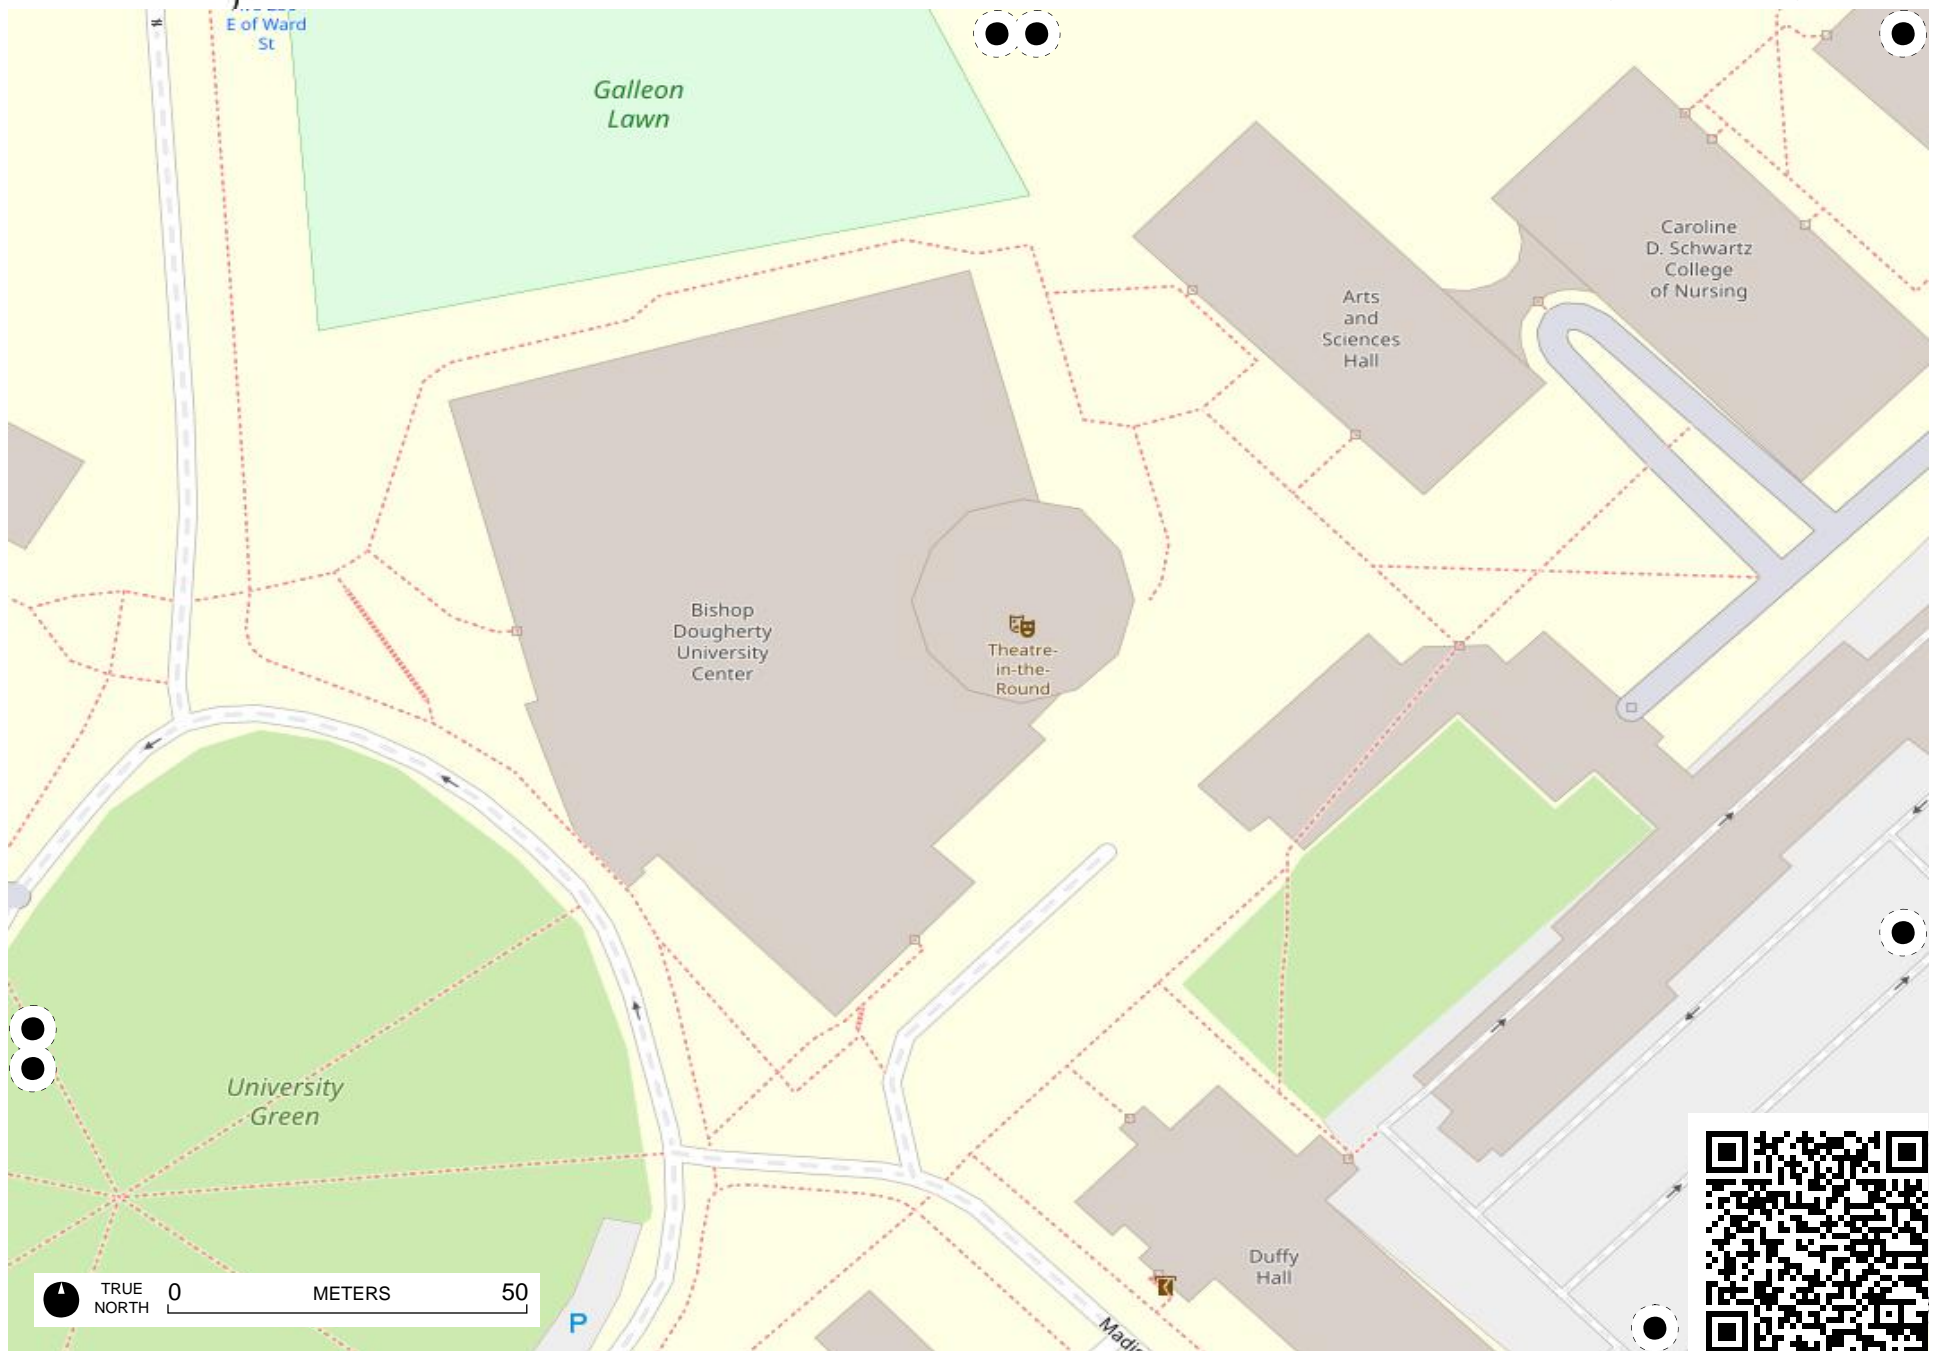 E of Ward
St
Galleon
Lawn
Caroline
D. Schwartz
College
of Nursing
Arts
and
Sciences
Hall
Bishop
Dougherty
University
Center
Theatre-
in-the-
Round
University
Green
Duffy
Hall
TRUE
NORTH
0 METERS 50
P